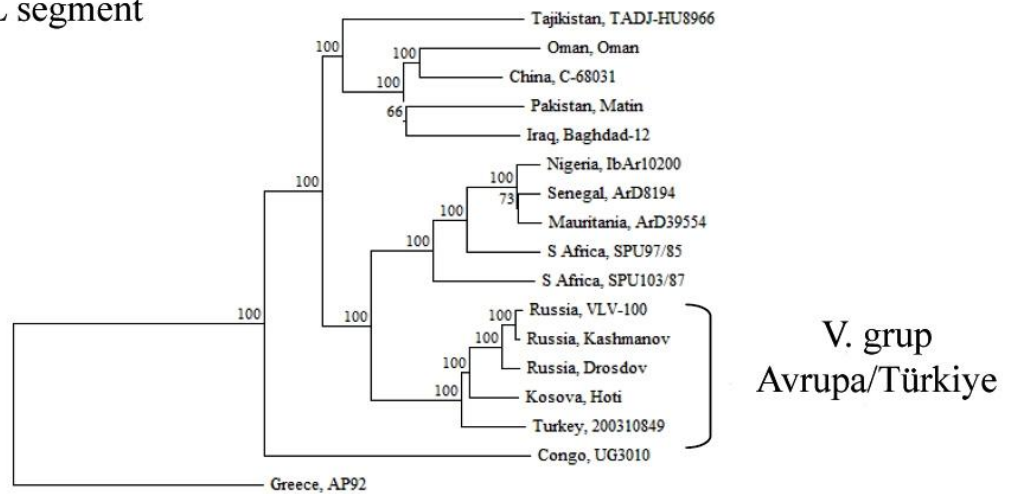 segment
100
Tajikistan, TADJ-HU8966
100
Oman, Oman
100
China, C-68031
66
Pakistan, Matin
Iraq, Baghdad-12
100
100
Nigeria, IbAr10200
73
Senegal, ArD8194
100
Mauritania, ArD39554
100
S Africa, SPU97/85
S Africa, SPU103/87
100
100
100
Russia, VLV-100
100
Russia, Kashmanov
100
Russia, Drosdov
100
Kosova, Hoti
Turkey, 200310849
Congo, UG3010
Greece, AP92
V. grup
Avrupa/Türkiye